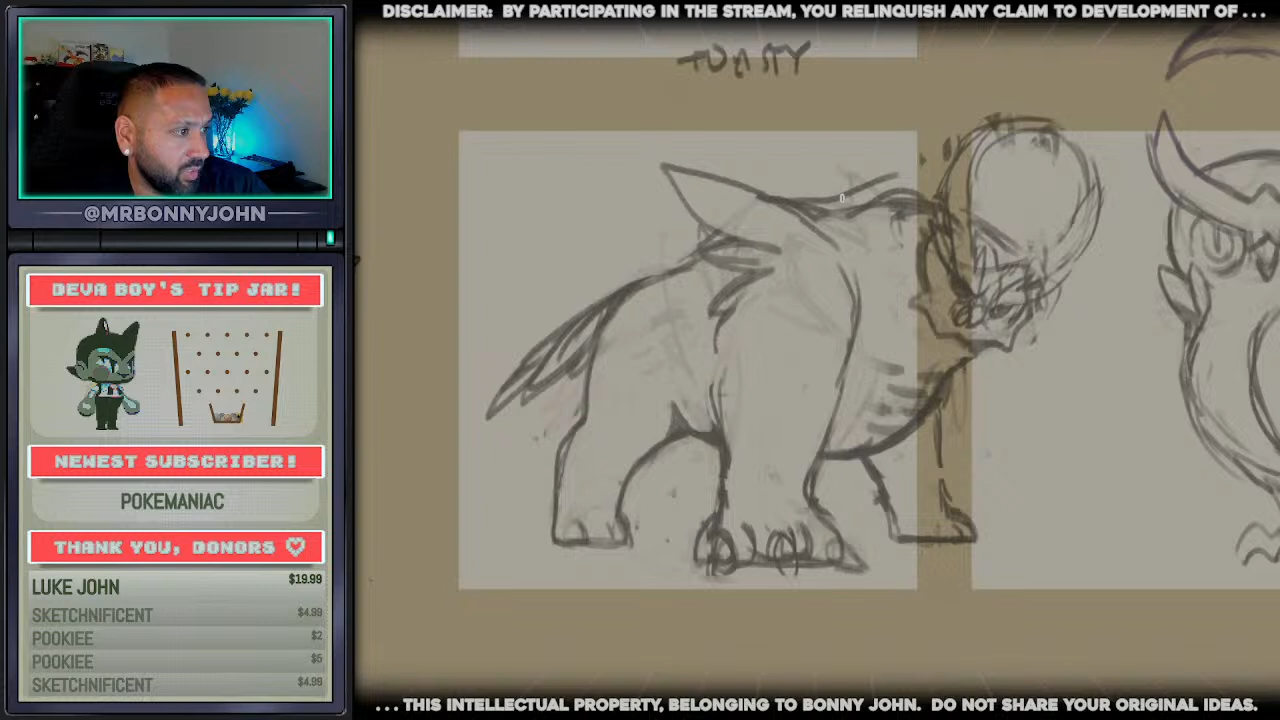 DISCLAIMER: BY PARTICIPATING IN THE STREAM, YOU RELINQUISH ANY CLAIM TO DEVELOPMENT OF . . .
@MRBONNYJOHN
DEVA BOY'S TIP JAR!
NEWEST SUBSCRIBER!
POKEMANIAC
THANK YOU, DONORS
LUKE JOHN $19.99
SKETCHNIFICENT $4.99
POOKIEE $2
POOKIEE $5
SKETCHNIFICENT $4.99
. . . THIS INTELLECTUAL PROPERTY, BELONGING TO BONNY JOHN. DO NOT SHARE YOUR ORIGINAL IDEAS.